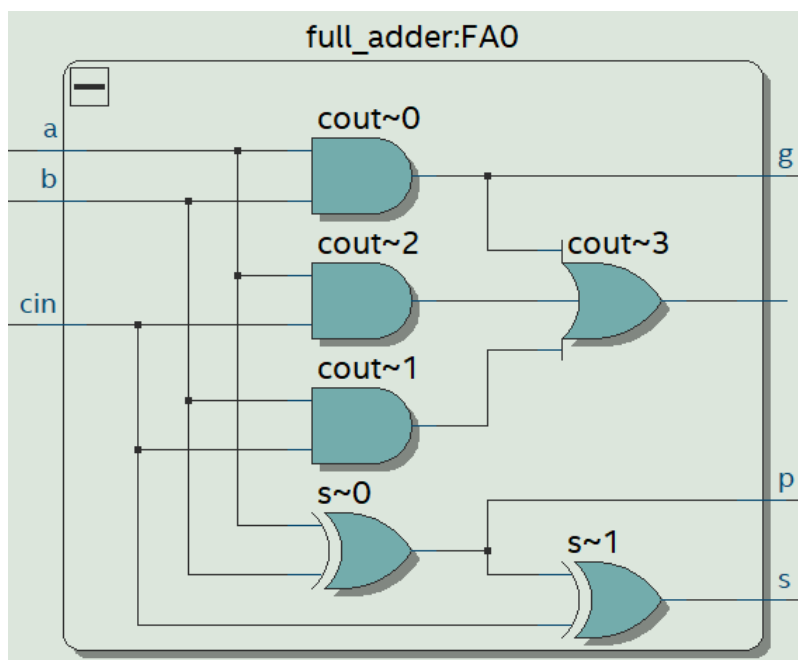 full_adder:FA0
cout~0
a
g
b
cout~2
cout~3
cin
cout~1
s~0
p
s~1
s